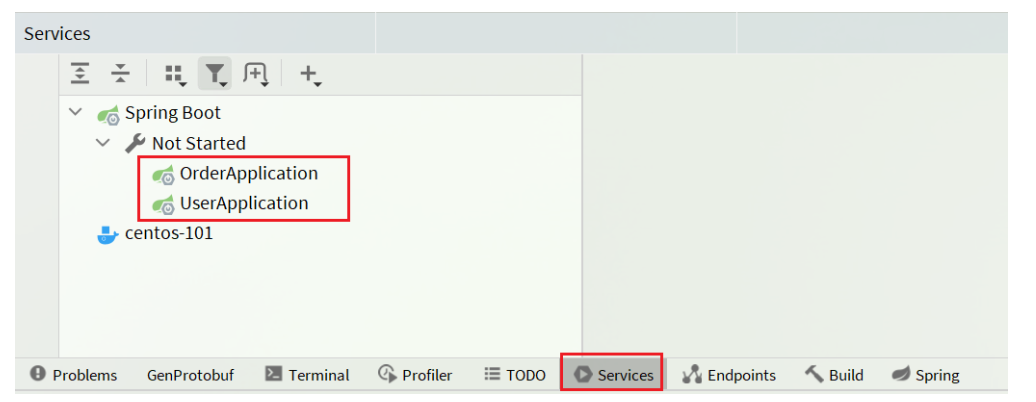 Services
Spring Boot
Not Started
OrderApplication
UserApplication
centos-101
Problems GenProtobuf Terminal Profiler TODO Services Endpoints Build Spring